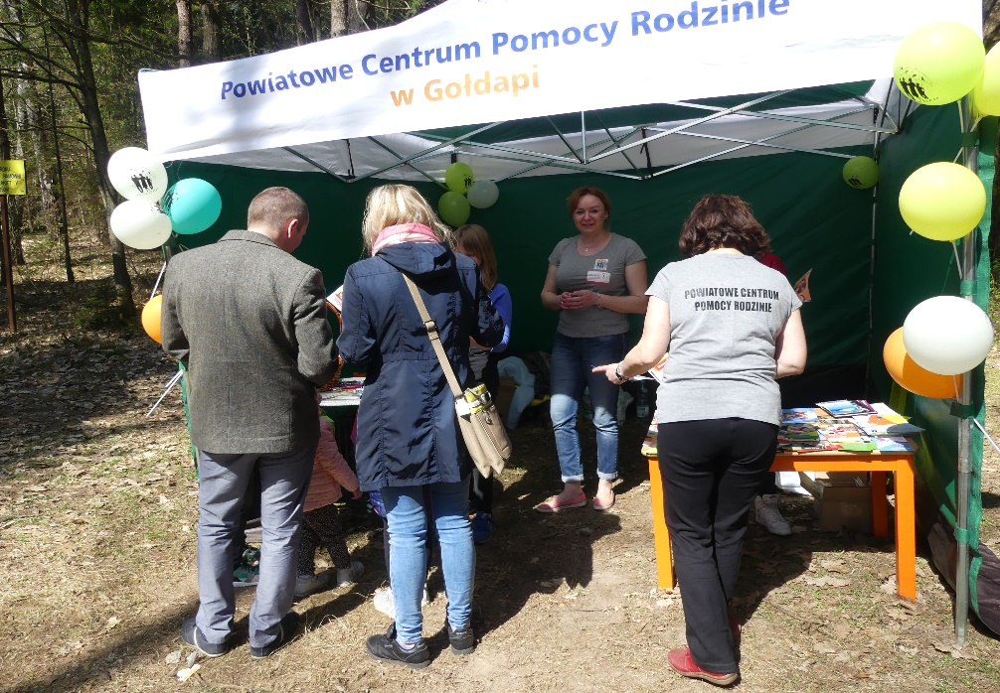 Powiatowe Centrum Pomocy Rodzinie
w Gołdapi
POWIATOWE CENTRUM
POMOCY RODZINIE